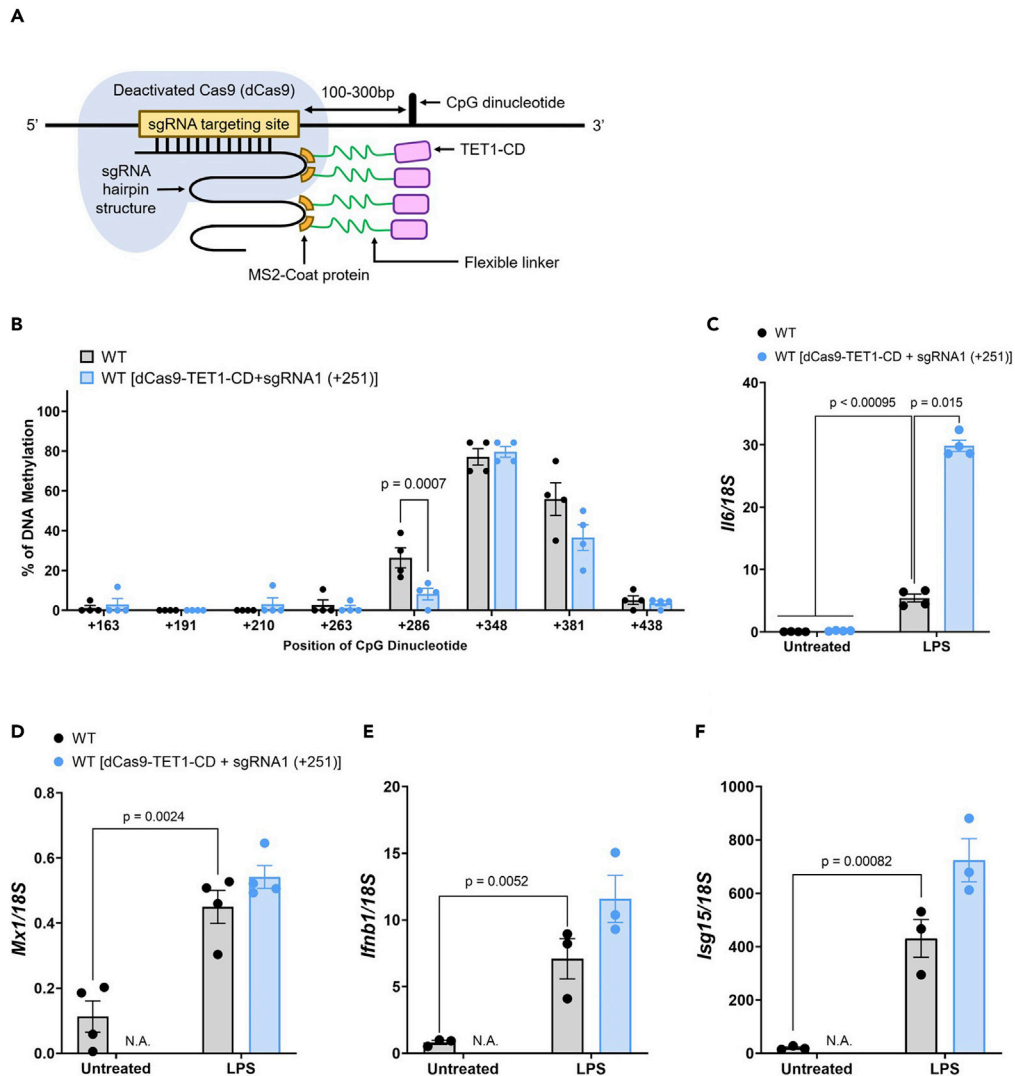 A
Deactivated Cas9 (dCas9)
100-300bp
CpG dinucleotide
5’
sgRNA targeting site
3’
TET1-CD
sgRNA
hairpin
structure
MS2-Coat protein
Flexible linker
B
WT
WT [dCas9-TET1-CD+sgRNA1 (+251)]
% of DNA Methylation
100
80
60
40
20
0
p = 0.0007
+163
+191
+210
+263
+286
+348
+381
+438
Position of CpG Dinucleotide
C
WT
WT [dCas9-TET1-CD + sgRNA1 (+251)]
Il6/18S
40
30
20
10
0
p < 0.00095
p = 0.015
Untreated
LPS
D
WT
WT [dCas9-TET1-CD + sgRNA1 (+251)]
Mx1/18S
0.8
0.6
0.4
0.2
0.0
p = 0.0024
N.A.
Untreated
LPS
E
Ifnb1/18S
20
15
10
5
0
p = 0.0052
N.A.
Untreated
LPS
F
Isg15/18S
1000
800
600
400
200
0
p = 0.00082
N.A.
Untreated
LPS